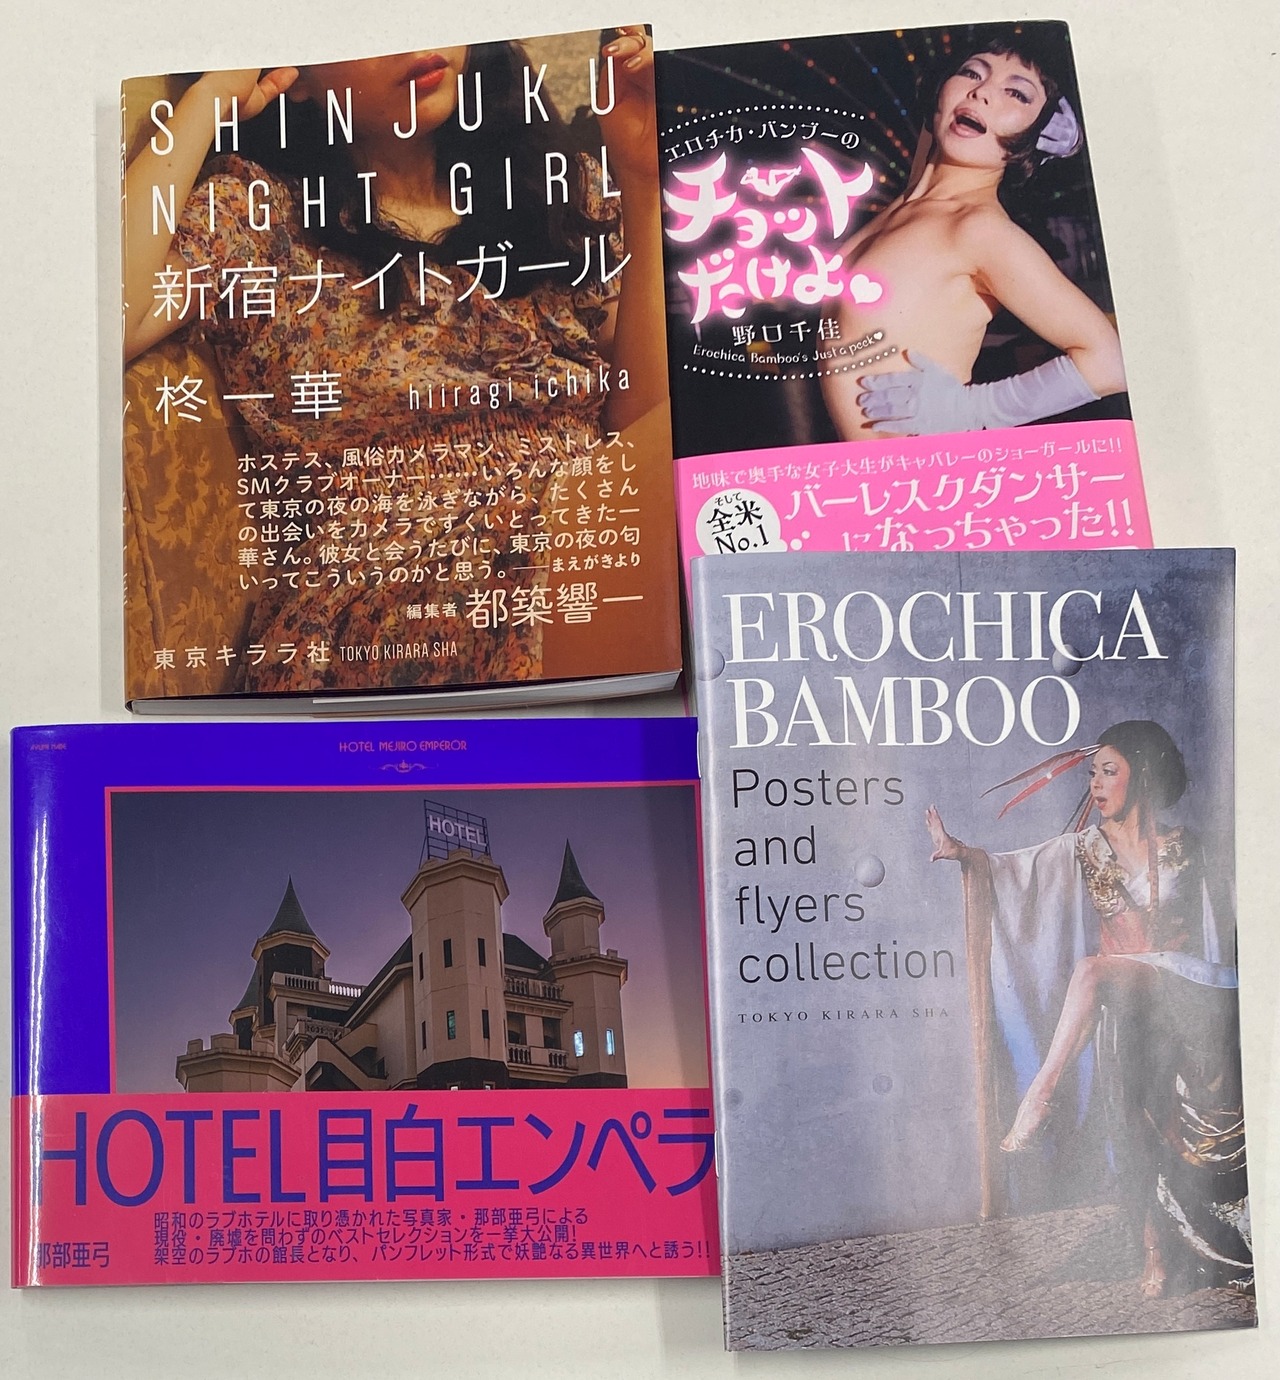 SHINJUKU
NIGHT GIRL
新宿ナイトガール
柊一華 hiiragi ichika
ホステス、風俗カメラマン、ミストレス、
SMクラブオーナー……いろんな顔をし
て東京の夜の海を泳ぎながら、たくさん
の出会いをカメラですくいとってきた一
華さん。彼女と会うたびに、東京の夜の匂
いってこういうのかと思う。――まえがきより
編集者 都築響一
東京キララ社 TOKYO KIRARA SHA
エロチカ・バンブーの
チョット
だけよ
野口千佳
Erochica Bamboo's Just a peek
地味で奥手な女子大生がキャバレーのショーガールに!!
そして
全米
No.1
バーレスクダンサー
になっちゃった!!
HOTEL MEJIRO EMPEROR
HOTEL
HOTEL目白エンペラ
昭和のラブホテルに取り憑かれた写真家・那部亜弓による
現役・廃墟を問わずのベストセレクションを一挙大公開!
架空のラブホの館長となり、パンフレット形式で妖艶なる異世界へと誘う!!
那部亜弓
EROCHICA
BAMBOO
Posters
and
flyers
collection
TOKYO KIRARA SHA